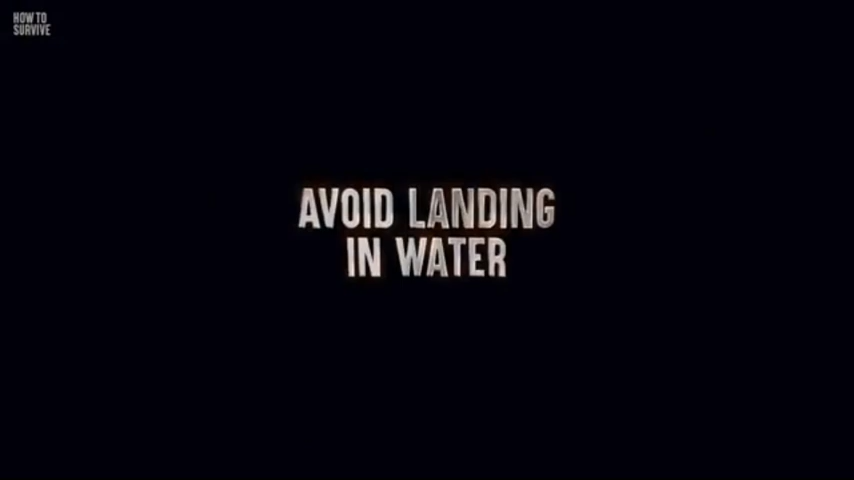 HOW TO
SURVIVE
AVOID LANDING
IN WATER